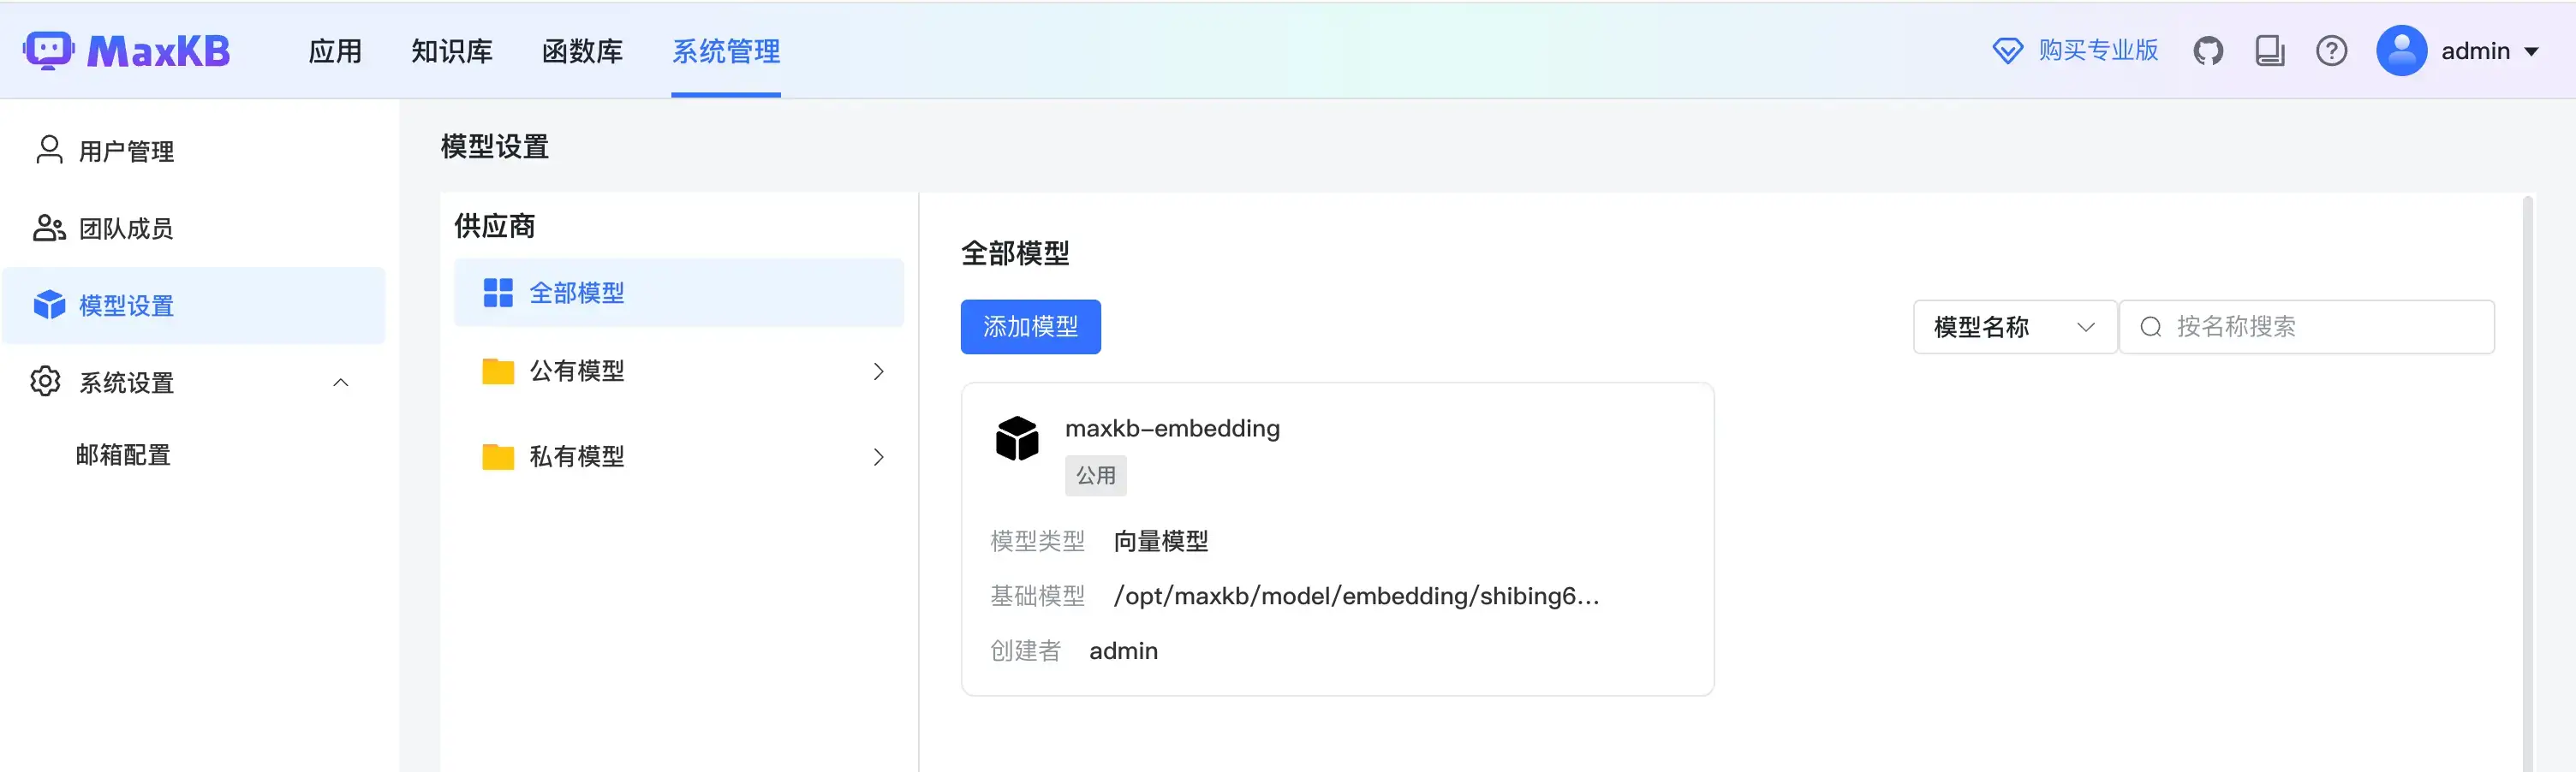 MaxKB 应用 知识库 函数库 系统管理 购买专业版 admin
用户管理
团队成员
模型设置
系统设置
邮箱配置
模型设置
供应商
全部模型
公有模型
私有模型
全部模型
添加模型 模型名称 按名称搜索
maxkb-embedding
公用
模型类型 向量模型
基础模型 /opt/maxkb/model/embedding/shibing6...
创建者 admin